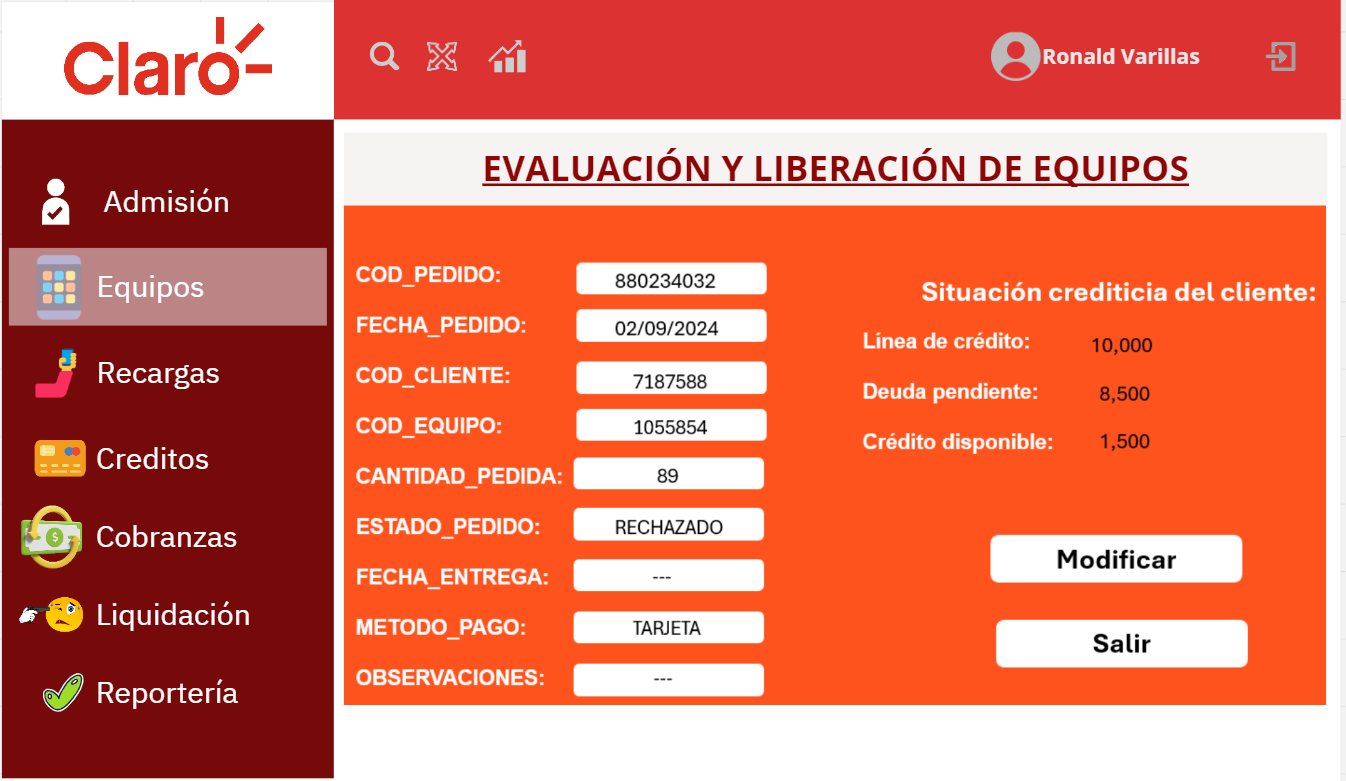 Claro
Ronald Varillas
Admisión
Equipos
Recargas
Creditos
Cobranzas
Liquidación
Reportería
EVALUACIÓN Y LIBERACIÓN DE EQUIPOS
COD_PEDIDO: 880234032
FECHA_PEDIDO: 02/09/2024
COD_CLIENTE: 7187588
COD_EQUIPO: 1055854
CANTIDAD_PEDIDA: 89
ESTADO_PEDIDO: RECHAZADO
FECHA_ENTREGA: ---
METODO_PAGO: TARJETA
OBSERVACIONES: ---
Situación crediticia del cliente:
Línea de crédito: 10,000
Deuda pendiente: 8,500
Crédito disponible: 1,500
Modificar
Salir